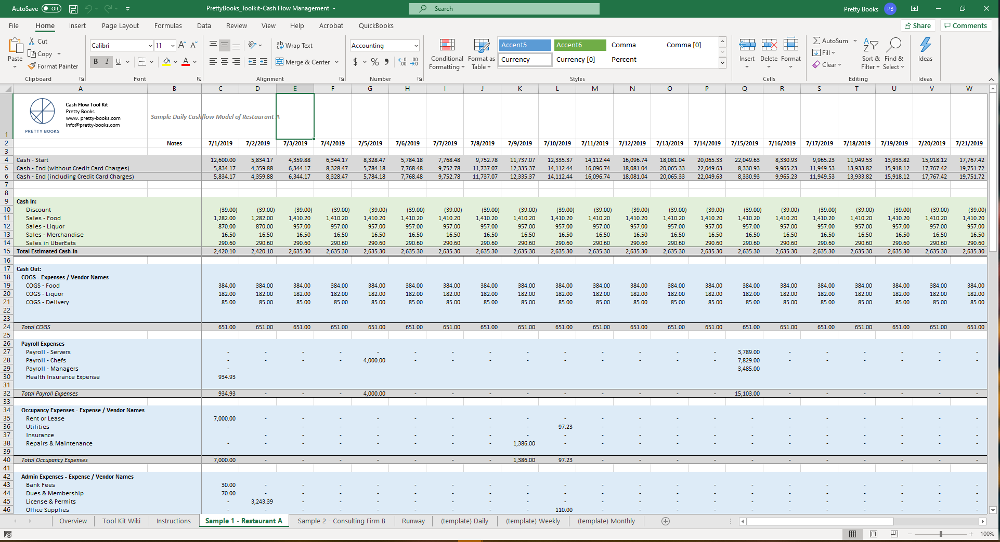 AutoSave Off PrettyBooks_Toolkit-Cash Flow Management Search Pretty Books PB
File Home Insert Page Layout Formulas Data Review View Help Acrobat QuickBooks Share Comments
Paste Cut Copy Format Painter Clipboard
Calibri 11 A A B I U A Font
ab Wrap Text Merge & Center Alignment
Accounting $ % Number
Conditional Formatting Format as Table
Accent5 Accent6 Comma Comma [0]
Currency Currency [0] Percent
Styles
Insert Delete Format Cells
AutoSum Fill Clear Sort & Filter Find & Select Editing
Ideas Ideas
A B C D E F G H I J K L M N O P Q R S T U V W
Cash Flow Tool Kit
Pretty Books
www. pretty-books.com
info@pretty-books.com
PRETTY BOOKS
Sample Daily Cashflow Model of Restaurant A
1
2 Notes 7/1/2019 7/2/2019 7/3/2019 7/4/2019 7/5/2019 7/6/2019 7/7/2019 7/8/2019 7/9/2019 7/10/2019 7/11/2019 7/12/2019 7/13/2019 7/14/2019 7/15/2019 7/16/2019 7/17/2019 7/18/2019 7/19/2019 7/20/2019 7/21/2019
3
4 Cash - Start 12,600.00 5,834.17 4,359.88 6,344.17 8,328.47 5,784.18 7,768.48 9,752.78 11,737.07 12,335.37 14,112.44 16,096.74 18,081.04 20,065.33 22,049.63 8,330.93 9,965.23 11,949.53 13,933.82 15,918.12 17,767.42
5 Cash - End (without Credit Card Charges) 5,834.17 4,359.88 6,344.17 8,328.47 5,784.18 7,768.48 9,752.78 11,737.07 12,335.37 14,112.44 16,096.74 18,081.04 20,065.33 22,049.63 8,330.93 9,965.23 11,949.53 13,933.82 15,918.12 17,767.42 19,751.72
6 Cash - End (including Credit Card Charges) 5,834.17 4,359.88 6,344.17 8,328.47 5,784.18 7,768.48 9,752.78 11,737.07 12,335.37 14,112.44 16,096.74 18,081.04 20,065.33 22,049.63 8,330.93 9,965.23 11,949.53 13,933.82 15,918.12 17,767.42 19,751.72
7
8
9 Cash In:
10 Discount (39.00) (39.00) (39.00) (39.00) (39.00) (39.00) (39.00) (39.00) (39.00) (39.00) (39.00) (39.00) (39.00) (39.00) (39.00) (39.00) (39.00) (39.00) (39.00) (39.00) (39.00)
11 Sales - Food 1,282.00 1,282.00 1,410.20 1,410.20 1,410.20 1,410.20 1,410.20 1,410.20 1,410.20 1,410.20 1,410.20 1,410.20 1,410.20 1,410.20 1,410.20 1,410.20 1,410.20 1,410.20 1,410.20 1,410.20 1,410.20
12 Sales - Liquor 870.00 870.00 957.00 957.00 957.00 957.00 957.00 957.00 957.00 957.00 957.00 957.00 957.00 957.00 957.00 957.00 957.00 957.00 957.00 957.00 957.00
13 Sales - Merchandise 16.50 16.50 16.50 16.50 16.50 16.50 16.50 16.50 16.50 16.50 16.50 16.50 16.50 16.50 16.50 16.50 16.50 16.50 16.50 16.50 16.50
14 Sales in UberEats 290.60 290.60 290.60 290.60 290.60 290.60 290.60 290.60 290.60 290.60 290.60 290.60 290.60 290.60 290.60 290.60 290.60 290.60 290.60 290.60 290.60
15 Total Estimated Cash-In 2,420.10 2,420.10 2,635.30 2,635.30 2,635.30 2,635.30 2,635.30 2,635.30 2,635.30 2,635.30 2,635.30 2,635.30 2,635.30 2,635.30 2,635.30 2,635.30 2,635.30 2,635.30 2,635.30 2,635.30 2,635.30
16
17 Cash Out:
18 COGS - Expenses / Vendor Names
19 COGS - Food 384.00 384.00 384.00 384.00 384.00 384.00 384.00 384.00 384.00 384.00 384.00 384.00 384.00 384.00 384.00 384.00 384.00 384.00 384.00 384.00 384.00
20 COGS - Liquor 182.00 182.00 182.00 182.00 182.00 182.00 182.00 182.00 182.00 182.00 182.00 182.00 182.00 182.00 182.00 182.00 182.00 182.00 182.00 182.00 182.00
21 COGS - Delivery 85.00 85.00 85.00 85.00 85.00 85.00 85.00 85.00 85.00 85.00 85.00 85.00 85.00 85.00 85.00 85.00 85.00 85.00 85.00 85.00 85.00
22
23
24 Total COGS 651.00 651.00 651.00 651.00 651.00 651.00 651.00 651.00 651.00 651.00 651.00 651.00 651.00 651.00 651.00 651.00 651.00 651.00 651.00 651.00 651.00
25
26 Payroll Expenses
27 Payroll - Servers - - - - - - - - - - - - - - 3,789.00 - - - - - -
28 Payroll - Chefs - - - - 4,000.00 - - - - - - - - - 7,829.00 - - - - - -
29 Payroll - Managers - 3,485.00
30 Health Insurance Expense 934.93
31
32 Total Payroll Expenses 934.93 - - - 4,000.00 - - - - - - - - - 15,103.00 - - - - - -
33
34 Occupancy Expenses - Expense / Vendor Names
35 Rent or Lease 7,000.00 - - - - - - - - - - - - - - - - - - - -
36 Utilities - - - - - - - - 97.23 - - - - - - - - - - -
37 Insurance - - - - - - - - - - - - - - - - - - - -
38 Repairs & Maintenance - - - - - - - - 1,386.00 - - - - - - - - - - - -
39
40 Total Occupancy Expenses 7,000.00 - - - - - - - 1,386.00 97.23 - - - - - - - - - - -
41
42 Admin Expenses - Expense / Vendor Names
43 Bank Fees 30.00 - - - - - - - - - - - - - - - - - - - -
44 Dues & Membership 70.00 - - - - - - - - - - - - - - - - - - - -
45 License & Permits - 3,243.39 - - - - - - - - - - - - - - - - - - -
46 Office Supplies - - - - - - - - - 110.00 - - - - - - - - - - -
Overview Tool Kit Wiki Instructions Sample 1 - Restaurant A Sample 2 - Consulting Firm B Runway (template) Daily (template) Weekly (template) Monthly
100%